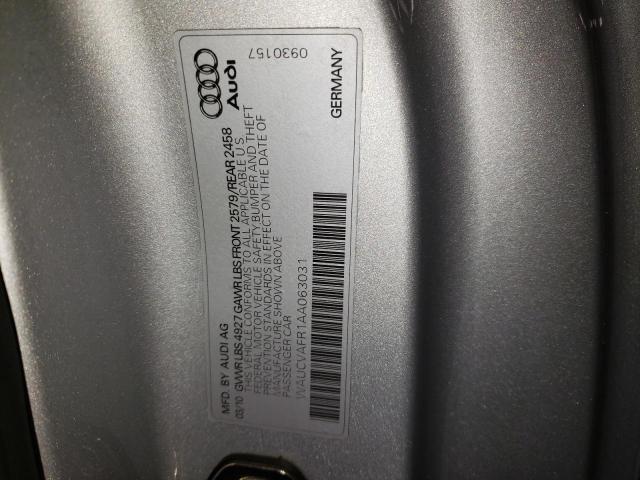 MFD. BY AUDI AG
03/10 GVWR LBS 4927 GAWR LBS FRONT 2579/REAR 2458
THIS VEHICLE CONFORMS TO ALL APPLICABLE U.S.
FEDERAL MOTOR VEHICLE SAFETY, BUMPER AND THEFT
PREVENTION STANDARDS IN EFFECT ON THE DATE OF
MANUFACTURE SHOWN ABOVE
PASSENGER CAR
WAUCVAFR1AA063031
Audi
0930157
GERMANY